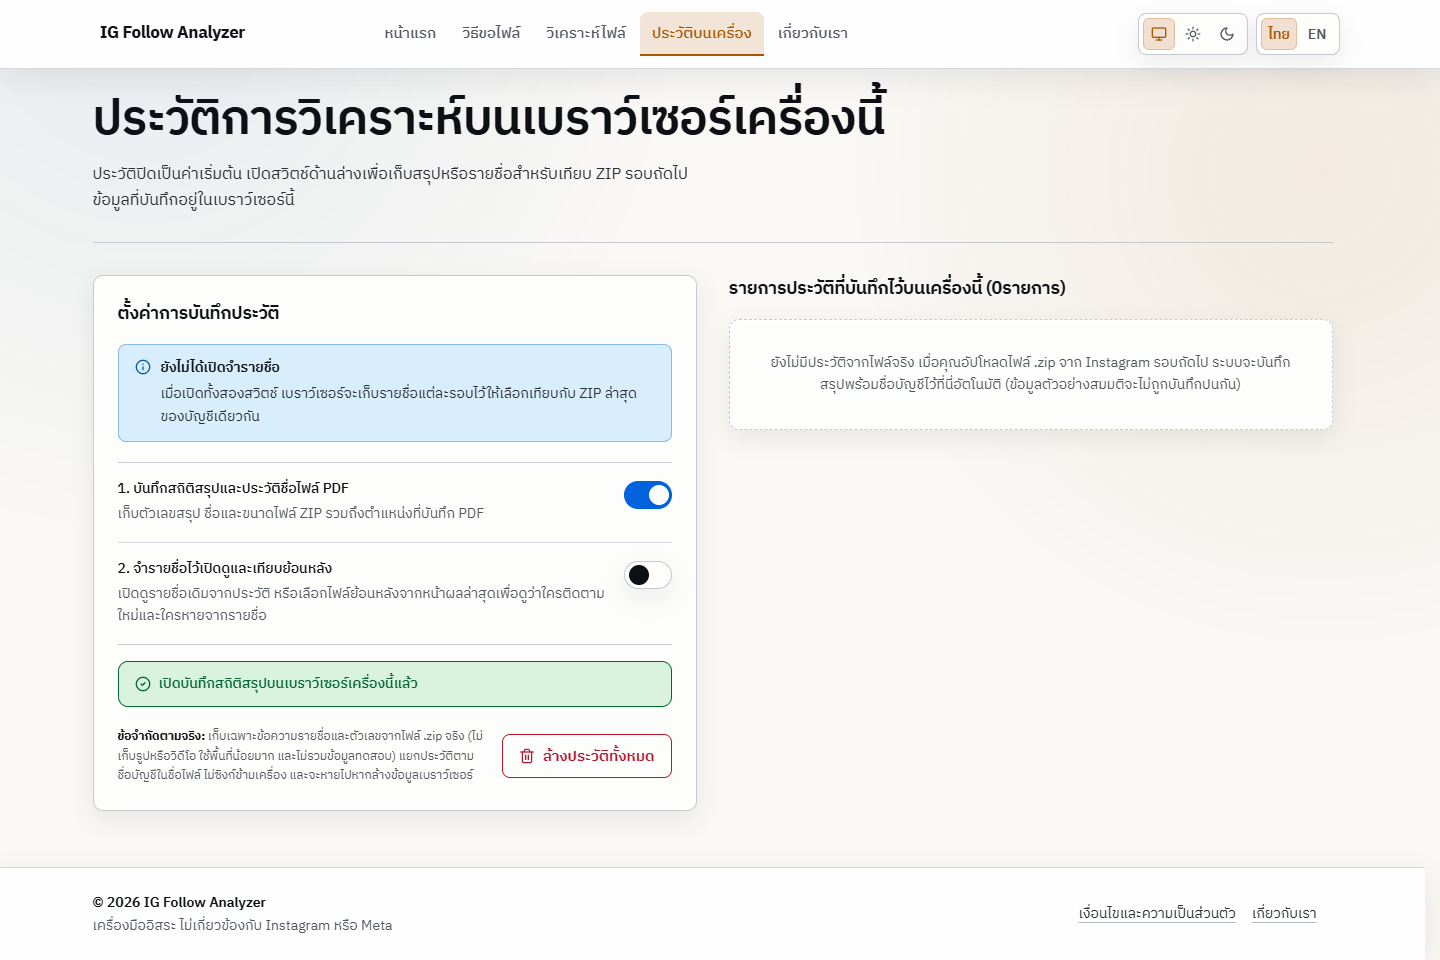 IG Follow Analyzer
หน้าแรก
วิธีขอไฟล์
วิเคราะห์ไฟล์
ประวัติบนเครื่อง
เกี่ยวกับเรา
ไทย
EN
ประวัติการวิเคราะห์บนเบราว์เซอร์เครื่องนี้
ประวัติปิดเป็นค่าเริ่มต้น เปิดสวิตช์ด้านล่างเพื่อเก็บสรุปหรือรายชื่อสำหรับเทียบ ZIP รอบถัดไป
ข้อมูลที่บันทึกอยู่ในเบราว์เซอร์นี้
ตั้งค่าการบันทึกประวัติ
ยังไม่ได้เปิดจำรายชื่อ
เมื่อเปิดทั้งสองสวิตช์ เบราว์เซอร์จะเก็บรายชื่อแต่ละรอบไว้ให้เลือกเทียบกับ ZIP ล่าสุด
ของบัญชีเดียวกัน
1. บันทึกสถิติสรุปและประวัติชื่อไฟล์ PDF
เก็บตัวเลขสรุป ชื่อและขนาดไฟล์ ZIP รวมถึงตำแหน่งที่บันทึก PDF
2. จำรายชื่อไว้เปิดดูและเทียบย้อนหลัง
เปิดดูรายชื่อเดิมจากประวัติ หรือเลือกไฟล์ย้อนหลังจากหน้าผลล่าสุดเพื่อดูว่าใครติดตาม
ใหม่และใครหายจากรายชื่อ
เปิดบันทึกสถิติสรุปบนเบราว์เซอร์เครื่องนี้แล้ว
ข้อจำกัดตามจริง: เก็บเฉพาะข้อความรายชื่อและตัวเลขจากไฟล์ .zip จริง (ไม่
เก็บรูปหรือวิดีโอ ใช้พื้นที่น้อยมาก และไม่รวมข้อมูลทดสอบ) แยกประวัติตาม
ชื่อบัญชีในชื่อไฟล์ ไม่ซิงก์ข้ามเครื่อง และจะหายไปหากล้างข้อมูลเบราว์เซอร์
ล้างประวัติทั้งหมด
รายการประวัติที่บันทึกไว้บนเครื่องนี้ (0รายการ)
ยังไม่มีประวัติจากไฟล์จริง เมื่อคุณอัปโหลดไฟล์ .zip จาก Instagram รอบถัดไป ระบบจะบันทึก
สรุปพร้อมชื่อบัญชีไว้ที่นี่อัตโนมัติ (ข้อมูลตัวอย่างสมมติจะไม่ถูกบันทึกปนกัน)
© 2026 IG Follow Analyzer
เครื่องมืออิสระ ไม่เกี่ยวข้องกับ Instagram หรือ Meta
เงื่อนไขและความเป็นส่วนตัว
เกี่ยวกับเรา